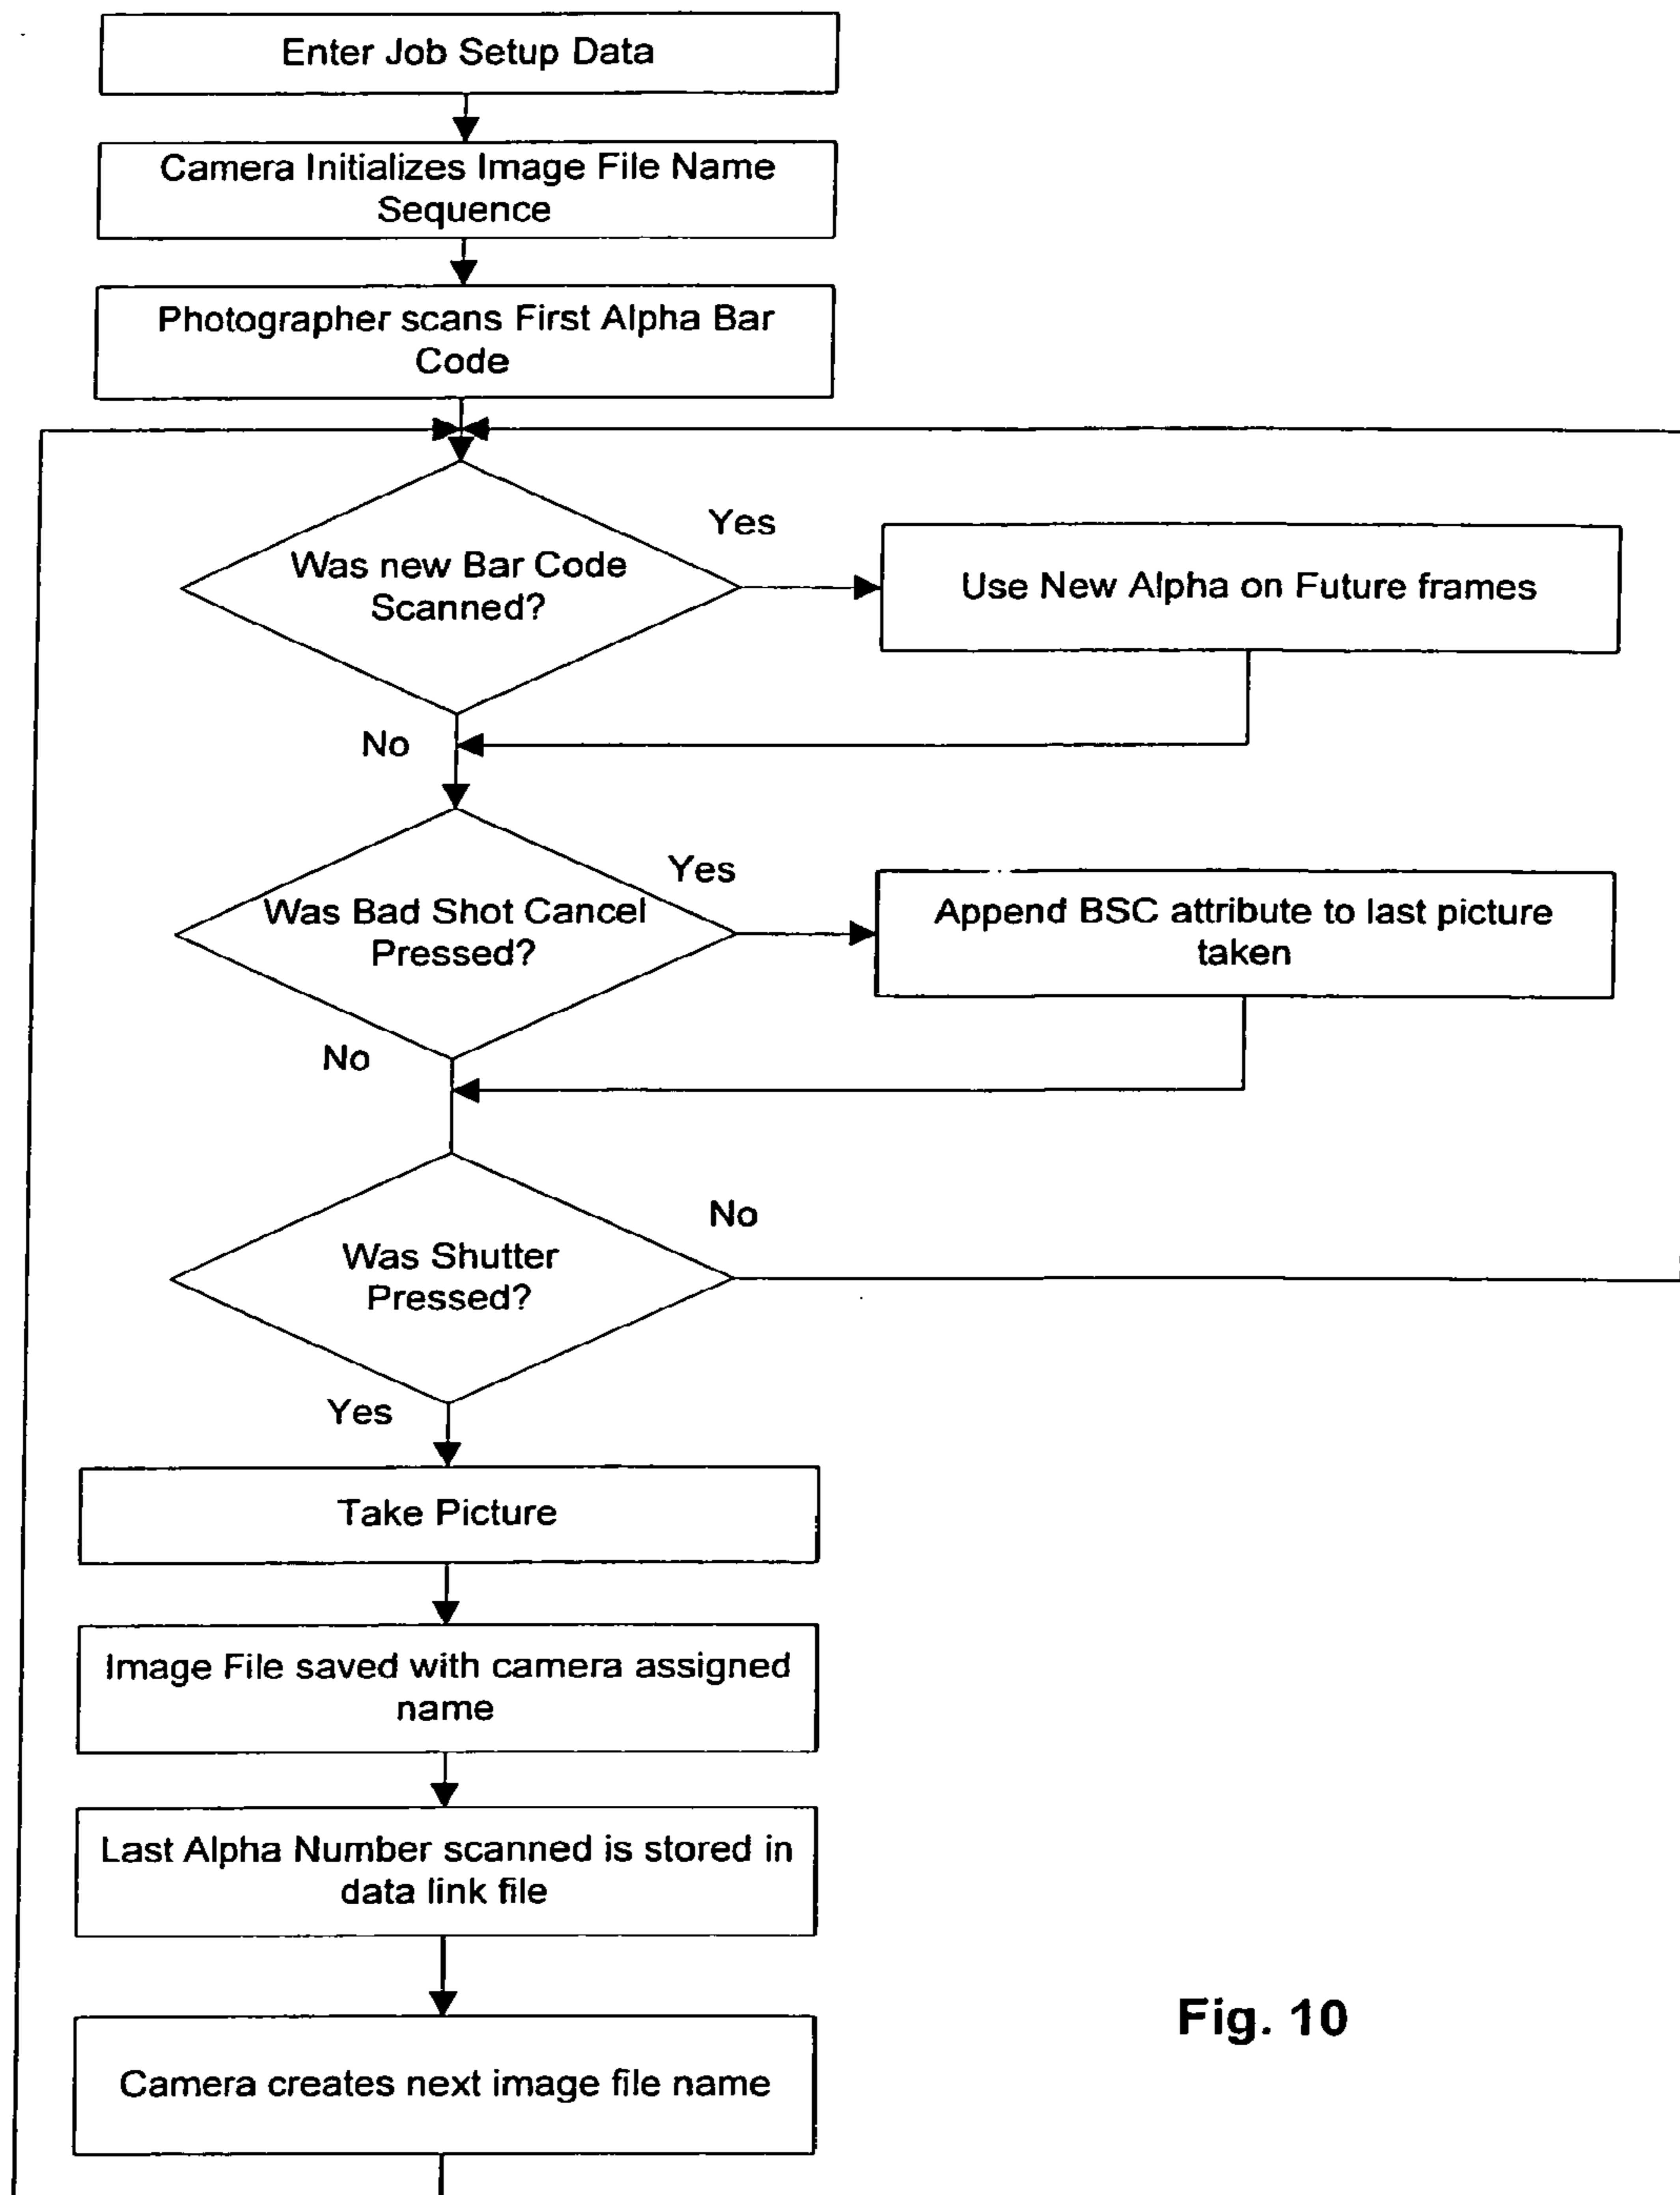 Enter Job Setup Data
Camera Initializes Image File Name
Sequence
Photographer scans First Alpha Bar
Code
Was new Bar Code
Scanned?
Yes
Use New Alpha on Future frames
No
Was Bad Shot Cancel
Pressed?
Yes
Append BSC attribute to last picture
taken
No
Was Shutter
Pressed?
No
Yes
Take Picture
Image File saved with camera assigned
name
Last Alpha Number scanned is stored in
data link file
Camera creates next image file name
Fig. 10